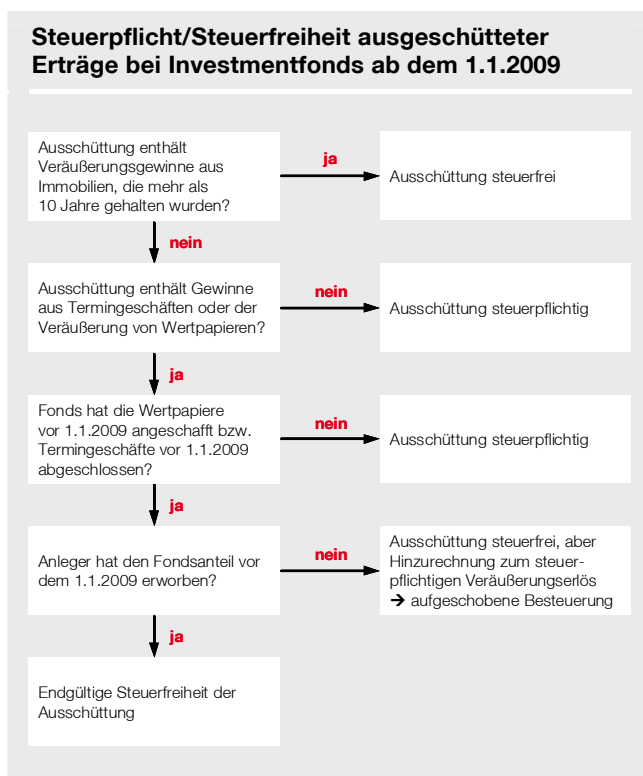 Steuerpflicht/Steuerfreiheit ausgeschütteter
Erträge bei Investmentfonds ab dem 1.1.2009
Ausschüttung enthält
Veräußerungsgewinne aus
Immobilien, die mehr als
10 Jahre gehalten wurden?
ja
Ausschüttung steuerfrei
nein
Ausschüttung enthält Gewinne
aus Termingeschäften oder der
Veräußerung von Wertpapieren?
nein
Ausschüttung steuerpflichtig
ja
Fonds hat die Wertpapiere
vor 1.1.2009 angeschafft bzw.
Termingeschäfte vor 1.1.2009
abgeschlossen?
nein
Ausschüttung steuerpflichtig
ja
Anleger hat den Fondsanteil vor
dem 1.1.2009 erworben?
nein
Ausschüttung steuerfrei, aber
Hinzurechnung zum steuer-
pflichtigen Veräußerungserlös
➔ aufgeschobene Besteuerung
ja
Endgültige Steuerfreiheit der
Ausschüttung